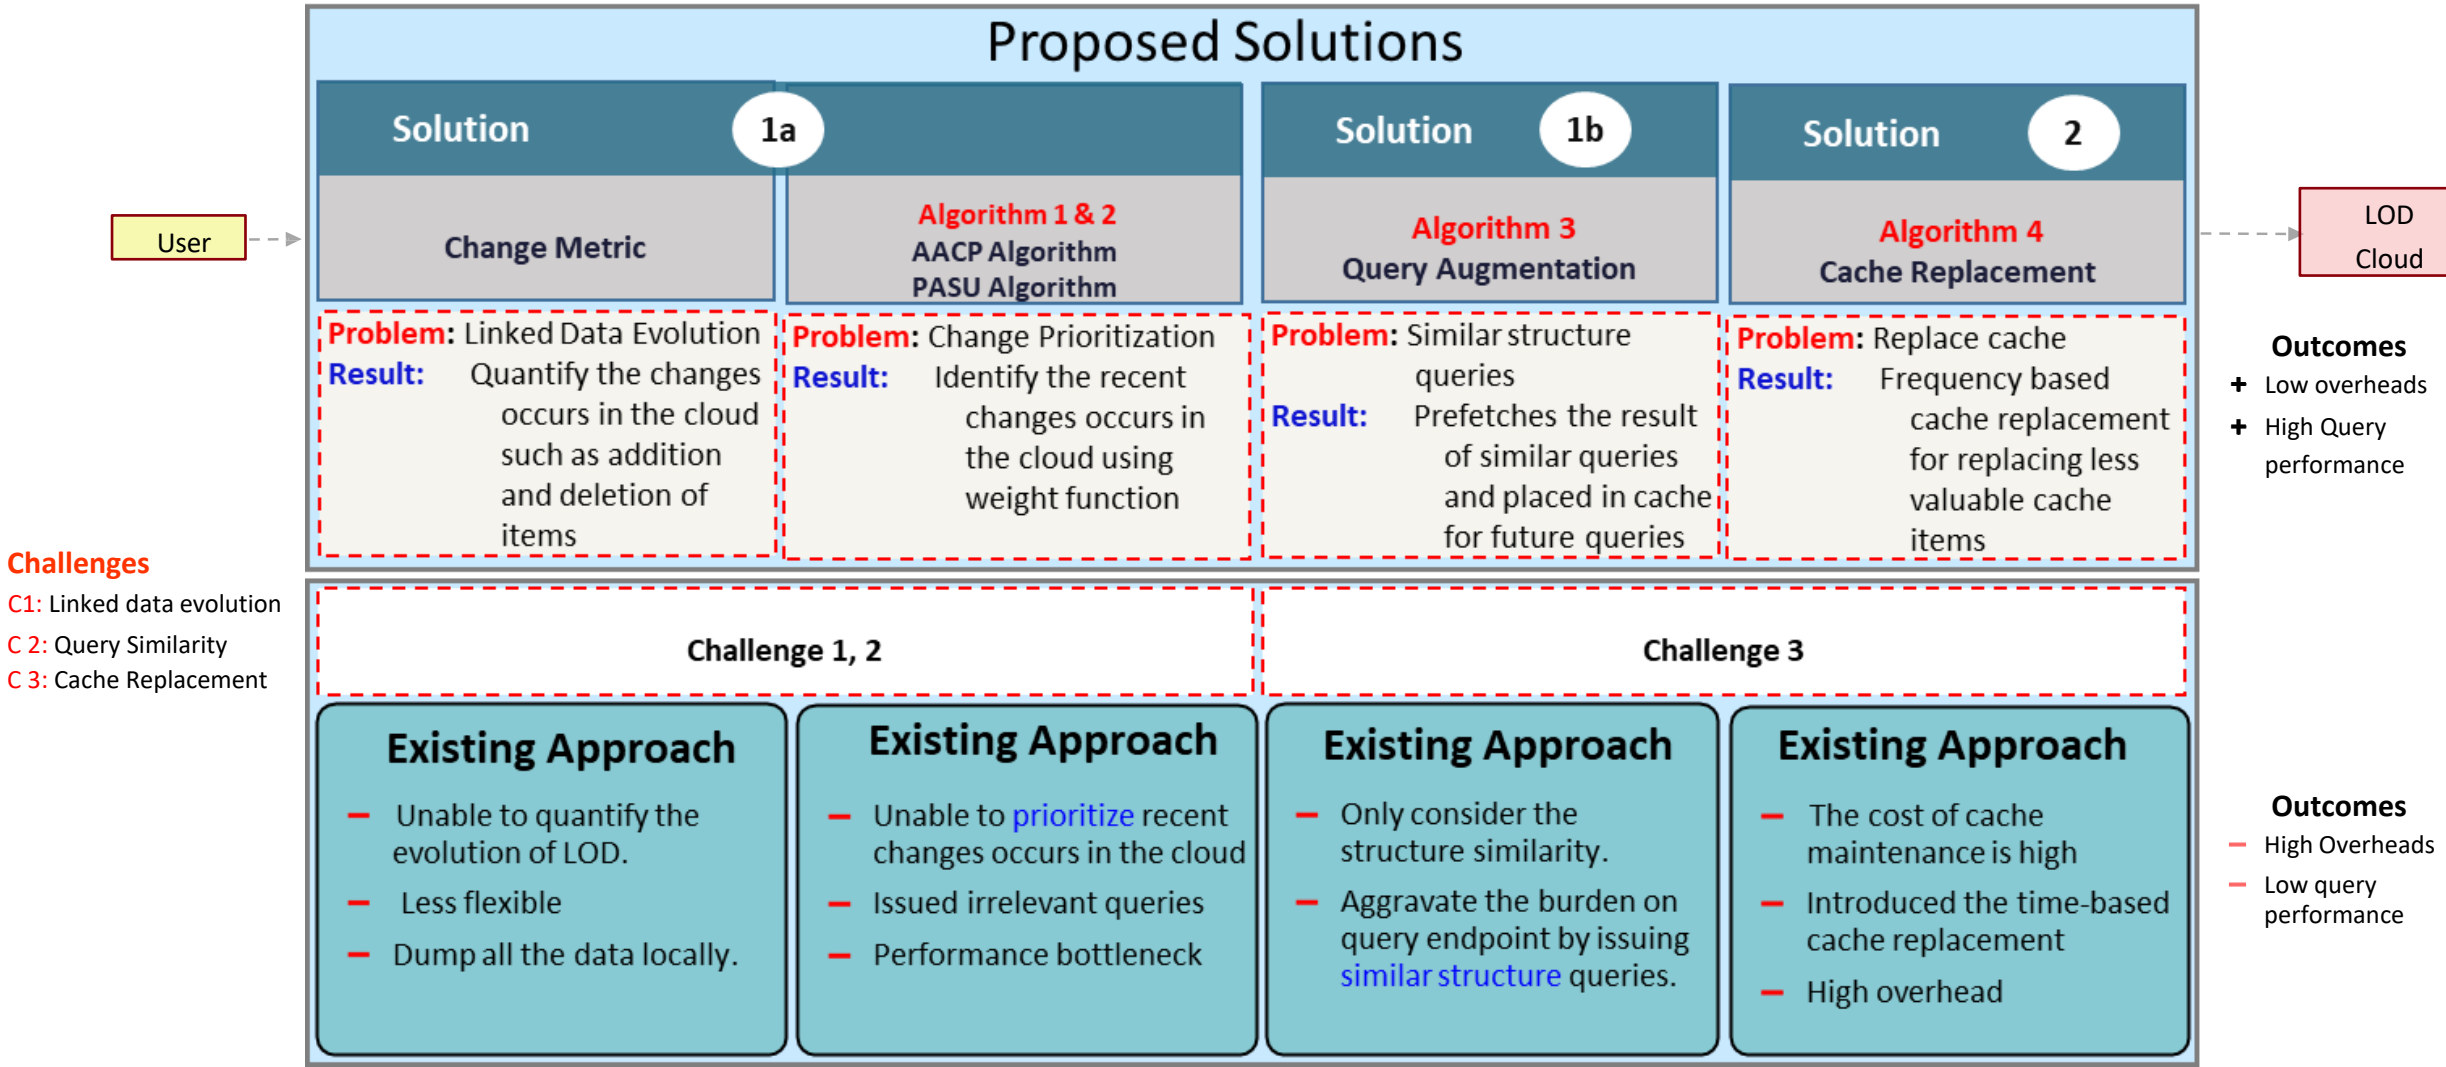 Proposed Solutions
Solution 1a
Solution 1b
Solution 2
Change Metric
Algorithm 1 & 2
AACP Algorithm
PASU Algorithm
Algorithm 3
Query Augmentation
Algorithm 4
Cache Replacement
User
LOD
Cloud
Problem: Linked Data Evolution
Result: Quantify the changes
occurs in the cloud
such as addition
and deletion of
items
Problem: Change Prioritization
Result: Identify the recent
changes occurs in
the cloud using
weight function
Problem: Similar structure
queries
Result: Prefetches the result
of similar queries
and placed in cache
for future queries
Problem: Replace cache
Result: Frequency based
cache replacement
for replacing less
valuable cache
items
Outcomes
+ Low overheads
+ High Query
performance
Challenges
C1: Linked data evolution
C 2: Query Similarity
C 3: Cache Replacement
Challenge 1, 2
Challenge 3
Existing Approach
– Unable to quantify the
evolution of LOD.
– Less flexible
– Dump all the data locally.
Existing Approach
– Unable to prioritize recent
changes occurs in the cloud
– Issued irrelevant queries
– Performance bottleneck
Existing Approach
– Only consider the
structure similarity.
– Aggravate the burden on
query endpoint by issuing
similar structure queries.
Existing Approach
– The cost of cache
maintenance is high
– Introduced the time-based
cache replacement
– High overhead
Outcomes
– High Overheads
– Low query
performance